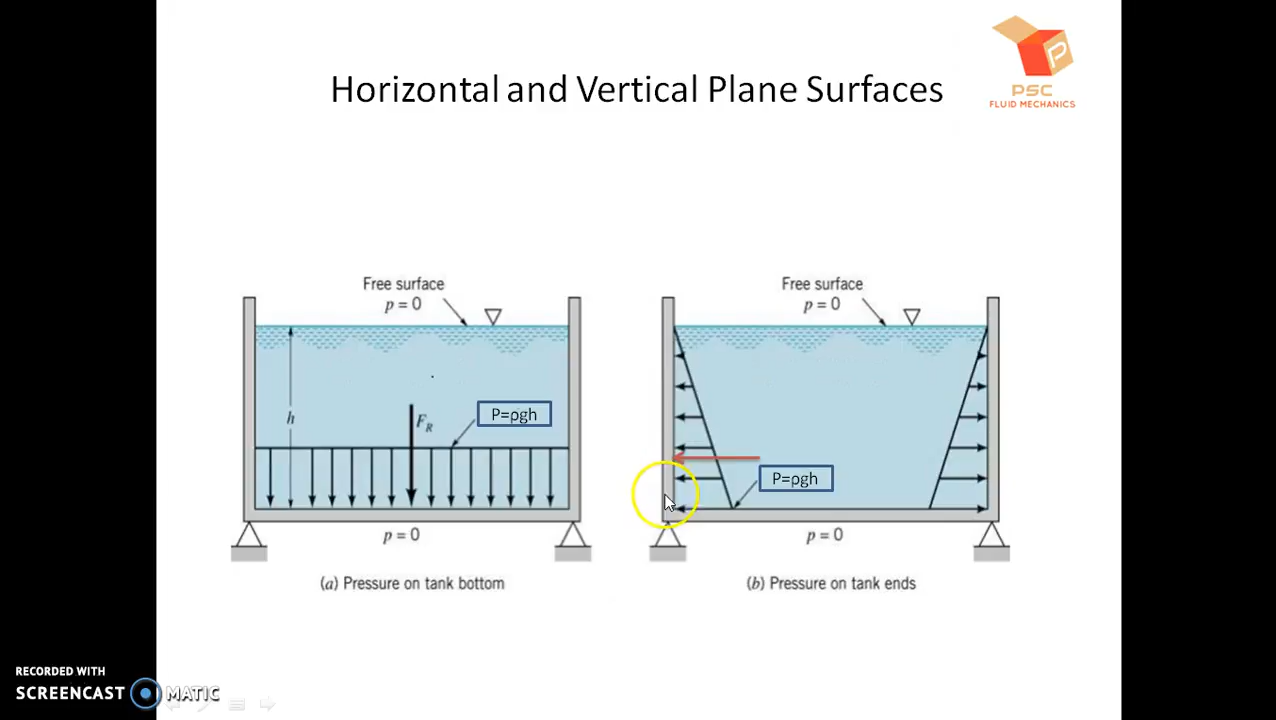 P
PSC
FLUID MECHANICS
Horizontal and Vertical Plane Surfaces
Free surface
p = 0
h
F_R
P=ρgh
p = 0
(a) Pressure on tank bottom
Free surface
p = 0
P=ρgh
p = 0
(b) Pressure on tank ends
RECORDED WITH
SCREENCAST MATIC